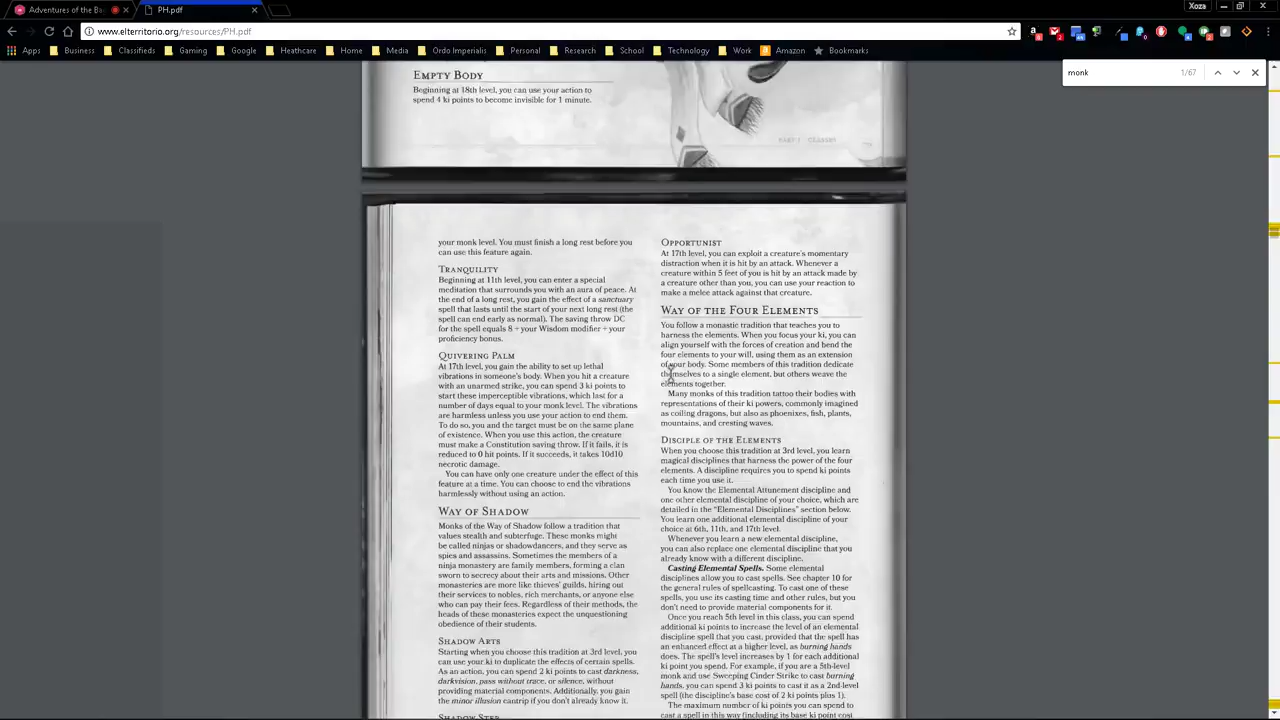 Adventures of the Ba
PH.pdf
Xoza
www.elterritorio.org/resources/PH.pdf
Apps Business Classifieds Gaming Google Heathcare Home Media Ordo Imperialis Personal Research School Technology Work Amazon Bookmarks
monk 1/67
Empty Body
Beginning at 18th level, you can use your action to
spend 4 ki points to become invisible for 1 minute.
your monk level. You must finish a long rest before you
can use this feature again.
Tranquility
Beginning at 11th level, you can enter a special
meditation that surrounds you with an aura of peace. At
the end of a long rest, you gain the effect of a sanctuary
spell that lasts until the start of your next long rest (the
spell can end early as normal). The saving throw DC
for the spell equals 8 + your Wisdom modifier + your
proficiency bonus.
Quivering Palm
At 17th level, you gain the ability to set up lethal
vibrations in someone's body. When you hit a creature
with an unarmed strike, you can spend 3 ki points to
start these imperceptible vibrations, which last for a
number of days equal to your monk level. The vibrations
are harmless unless you use your action to end them.
To do so, you and the target must be on the same plane
of existence. When you use this action, the creature
must make a Constitution saving throw. If it fails, it is
reduced to 0 hit points. If it succeeds, it takes 10d10
necrotic damage.
You can have only one creature under the effect of this
feature at a time. You can choose to end the vibrations
harmlessly without using an action.
Way of Shadow
Monks of the Way of Shadow follow a tradition that
values stealth and subterfuge. These monks might
be called ninjas or shadowdancers, and they serve as
spies and assassins. Sometimes the members of a
ninja monastery are family members, forming a clan
sworn to secrecy about their arts and missions. Other
monasteries are more like thieves' guilds, hiring out
their services to nobles, rich merchants, or anyone else
who can pay their fees. Regardless of their methods, the
heads of these monasteries expect the unquestioning
obedience of their students.
Shadow Arts
Starting when you choose this tradition at 3rd level, you
can use your ki to duplicate the effects of certain spells.
As an action, you can spend 2 ki points to cast darkness,
darkvision, pass without trace, or silence, without
providing material components. Additionally, you gain
the minor illusion cantrip if you don't already know it.
Shadow Step
Opportunist
At 17th level, you can exploit a creature's momentary
distraction when it is hit by an attack. Whenever a
creature within 5 feet of you is hit by an attack made by
a creature other than you, you can use your reaction to
make a melee attack against that creature.
Way of the Four Elements
You follow a monastic tradition that teaches you to
harness the elements. When you focus your ki, you can
align yourself with the forces of creation and bend the
four elements to your will, using them as an extension
of your body. Some members of this tradition dedicate
themselves to a single element, but others weave the
elements together.
Many monks of this tradition tattoo their bodies with
representations of their ki powers, commonly imagined
as coiling dragons, but also as phoenixes, fish, plants,
mountains, and cresting waves.
Disciple of the Elements
When you choose this tradition at 3rd level, you learn
magical disciplines that harness the power of the four
elements. A discipline requires you to spend ki points
each time you use it.
You know the Elemental Attunement discipline and
one other elemental discipline of your choice, which are
detailed in the "Elemental Disciplines" section below.
You learn one additional elemental discipline of your
choice at 6th, 11th, and 17th level.
Whenever you learn a new elemental discipline,
you can also replace one elemental discipline that you
already know with a different discipline.
Casting Elemental Spells. Some elemental
disciplines allow you to cast spells. See chapter 10 for
the general rules of spellcasting. To cast one of these
spells, you use its casting time and other rules, but you
don't need to provide material components for it.
Once you reach 5th level in this class, you can spend
additional ki points to increase the level of an elemental
discipline spell that you cast, provided that the spell has
an enhanced effect at a higher level, as burning hands
does. The spell's level increases by 1 for each additional
ki point you spend. For example, if you are a 5th-level
monk and use Sweeping Cinder Strike to cast burning
hands, you can spend 3 ki points to cast it as a 2nd-level
spell (the discipline's base cost of 2 ki points plus 1).
The maximum number of ki points you can spend to
cast a spell in this way (including its base ki point cost